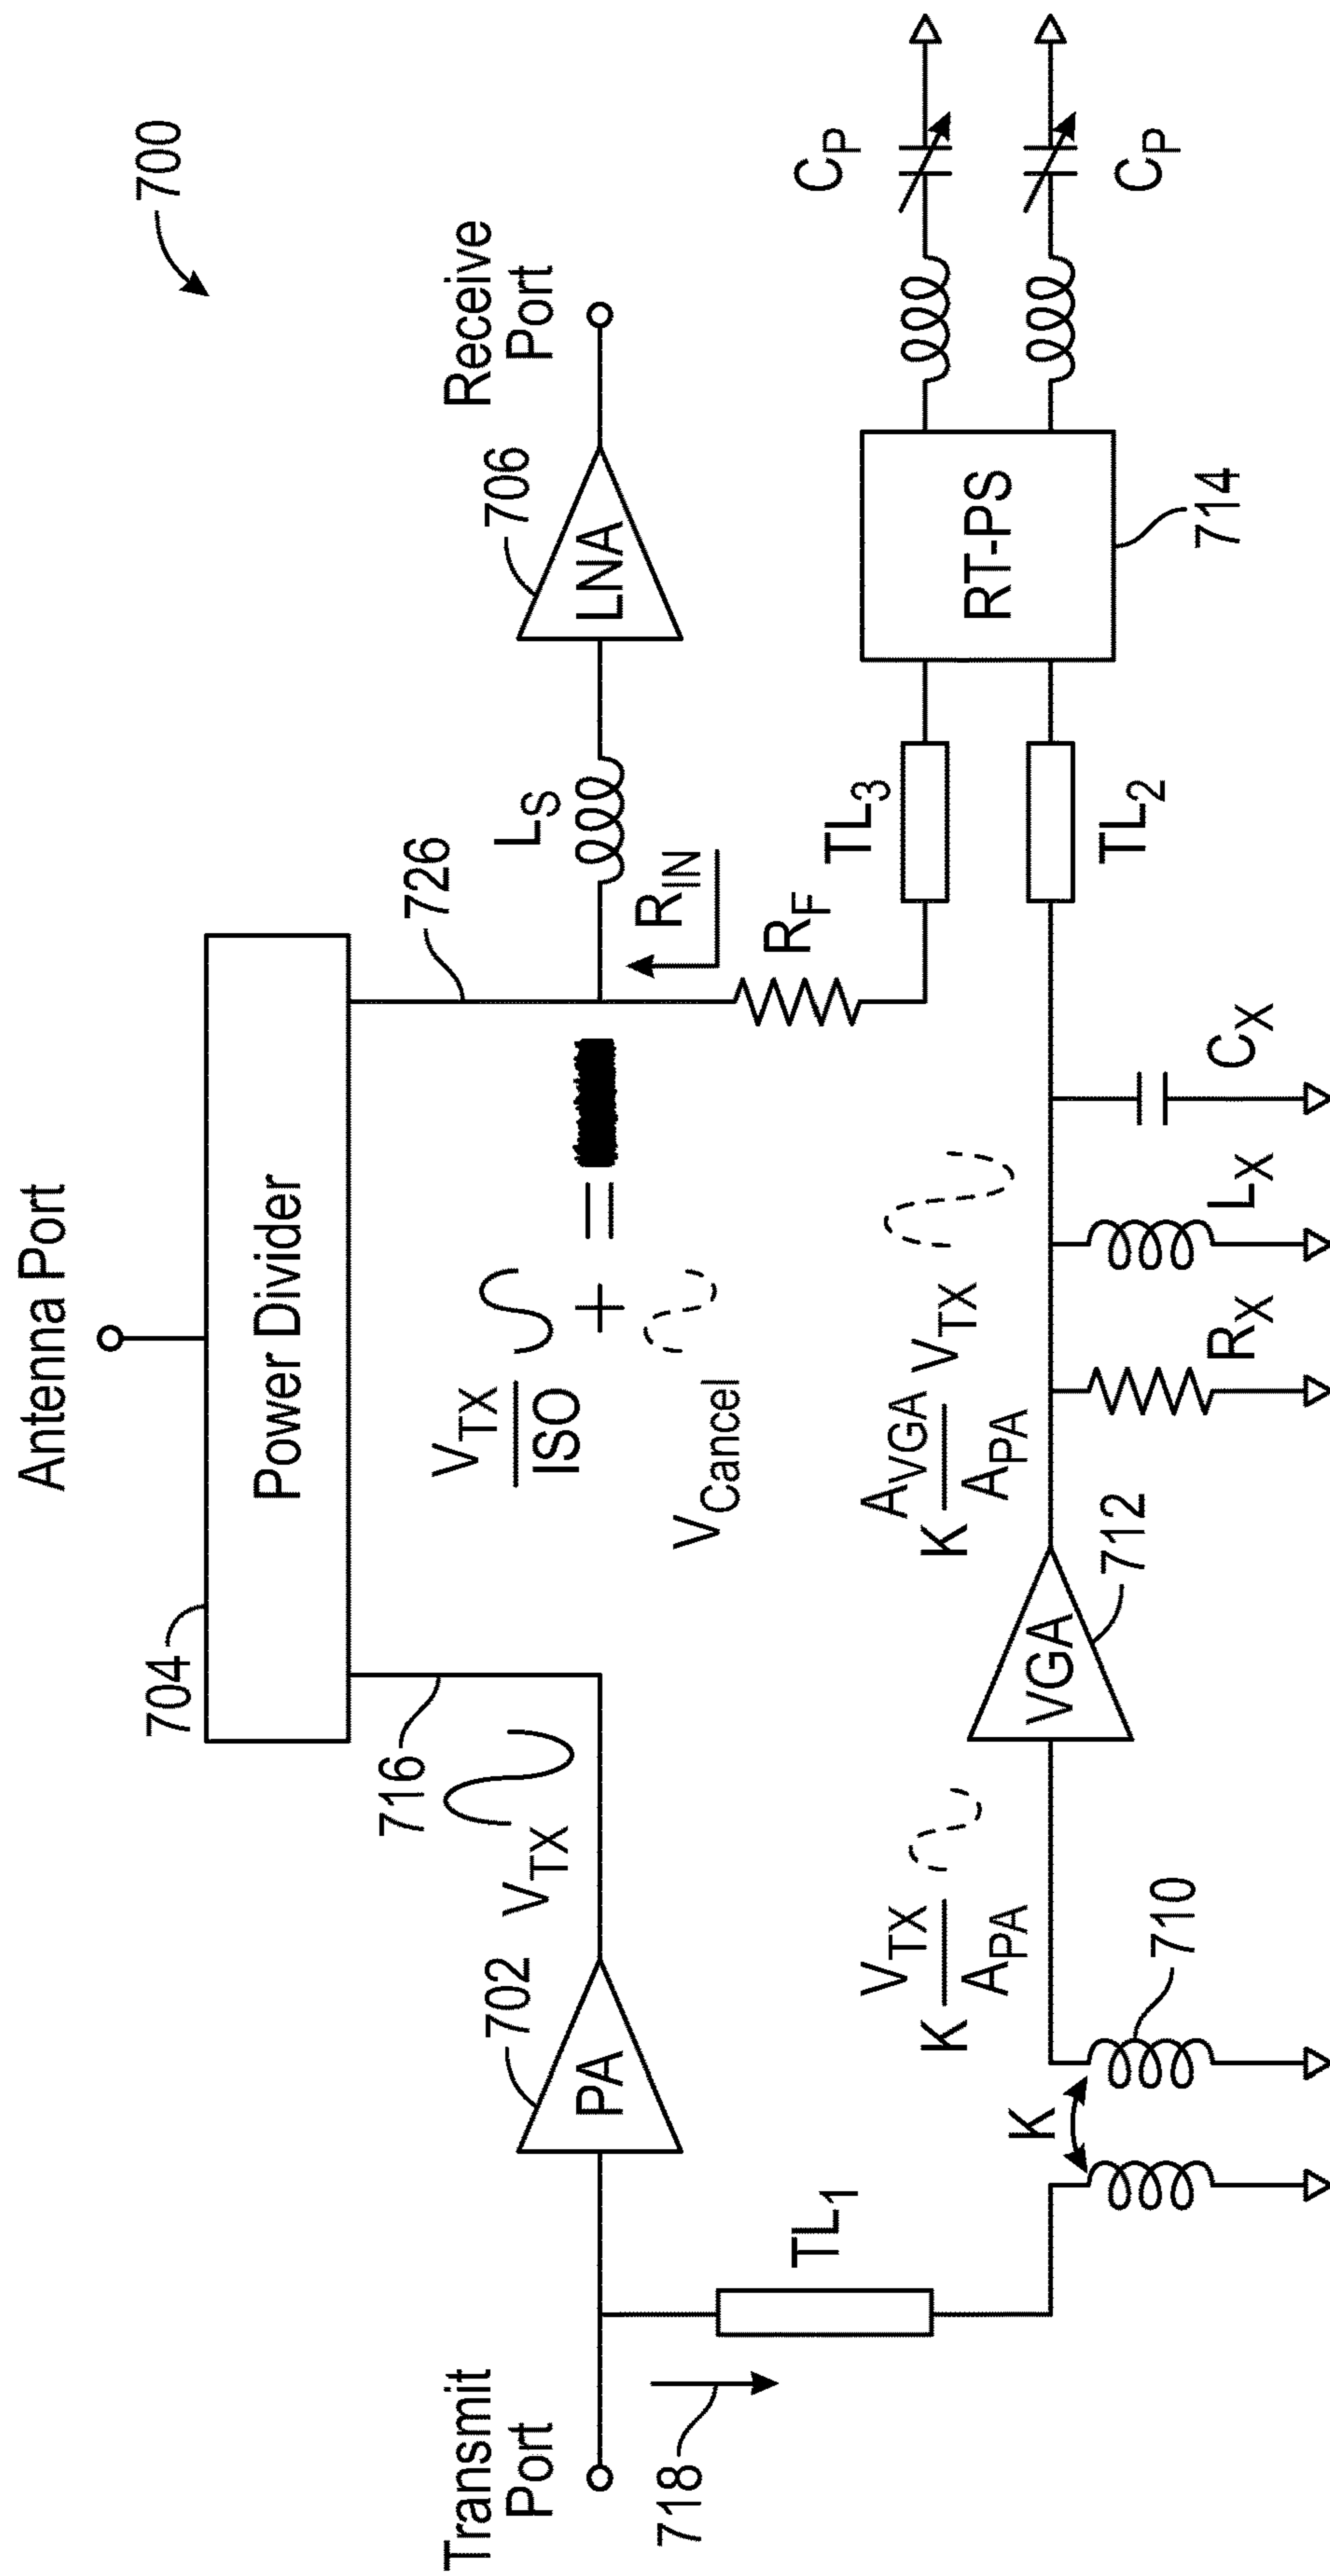 700
Antenna Port
704
Power Divider
716
726
Transmit
Port
718
702
PA
V_TX
V_TX
ISO
+
=
V_Cancel
L_S
706
LNA
Receive
Port
R_IN
R_F
TL_1
TL_3
TL_2
K
710
K V_TX
A_PA
VGA
712
K A_VGA V_TX
A_PA
R_X
L_X
C_X
RT-PS
714
C_P
C_P